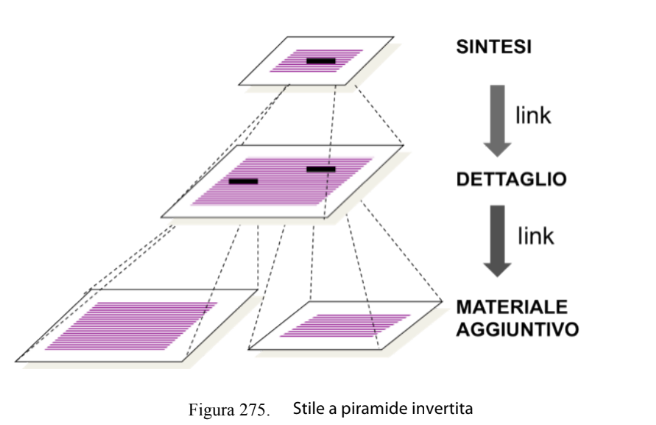 SINTESI
link
DETTAGLIO
link
MATERIALE
AGGIUNTIVO
Figura 275. Stile a piramide invertita